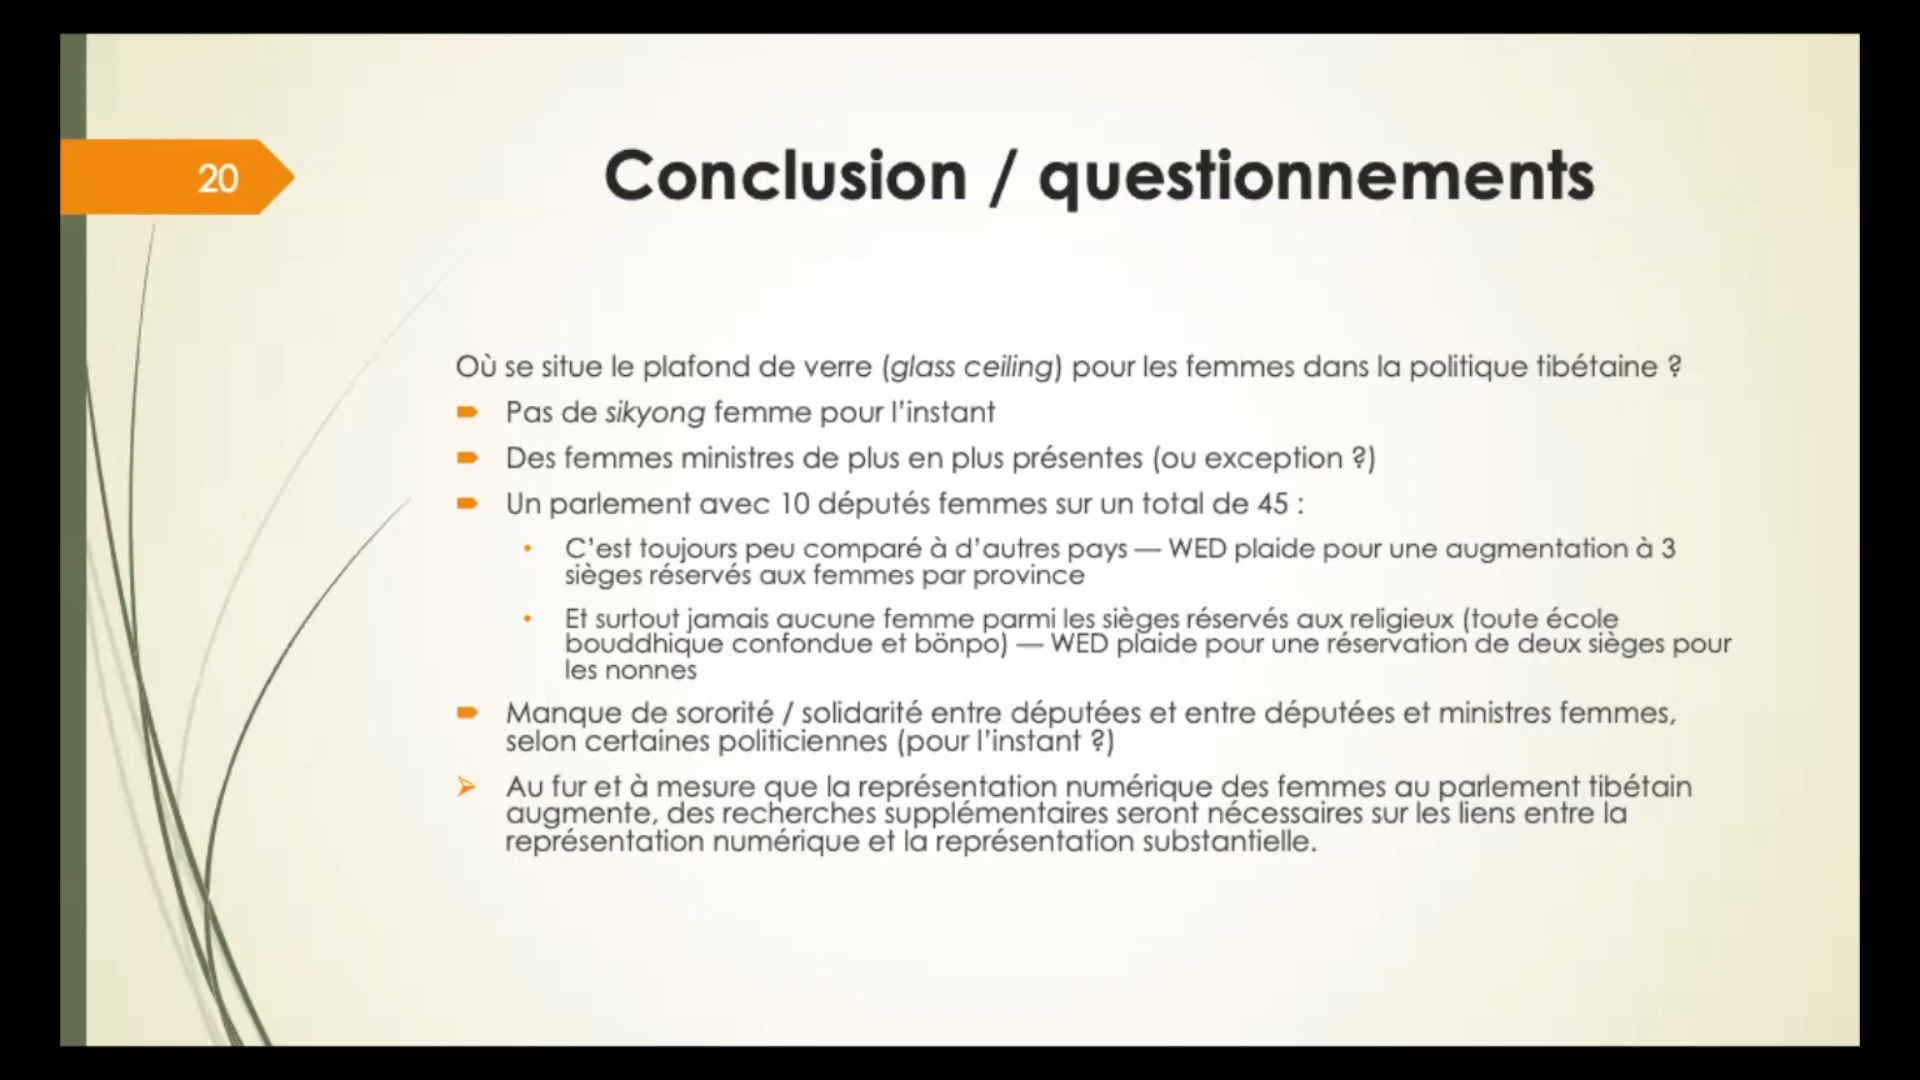 20
Conclusion / questionnements
Où se situe le plafond de verre (glass ceiling) pour les femmes dans la politique tibétaine ?
Pas de sikyong femme pour l'instant
Des femmes ministres de plus en plus présentes (ou exception ?)
Un parlement avec 10 députés femmes sur un total de 45 :
C'est toujours peu comparé à d'autres pays — WED plaide pour une augmentation à 3
sièges réservés aux femmes par province
Et surtout jamais aucune femme parmi les sièges réservés aux religieux (toute école
bouddhique confondue et bönpo) — WED plaide pour une réservation de deux sièges pour
les nonnes
Manque de sororité / solidarité entre députées et entre députées et ministres femmes,
selon certaines politiciennes (pour l'instant ?)
Au fur et à mesure que la représentation numérique des femmes au parlement tibétain
augmente, des recherches supplémentaires seront nécessaires sur les liens entre la
représentation numérique et la représentation substantielle.